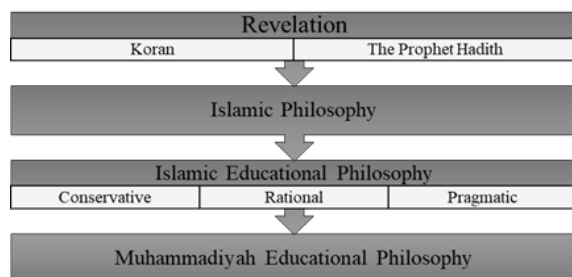 Revelation
Koran The Prophet Hadith
Islamic Philosophy
Islamic Educational Philosophy
Conservative Rational Pragmatic
Muhammadiyah Educational Philosophy